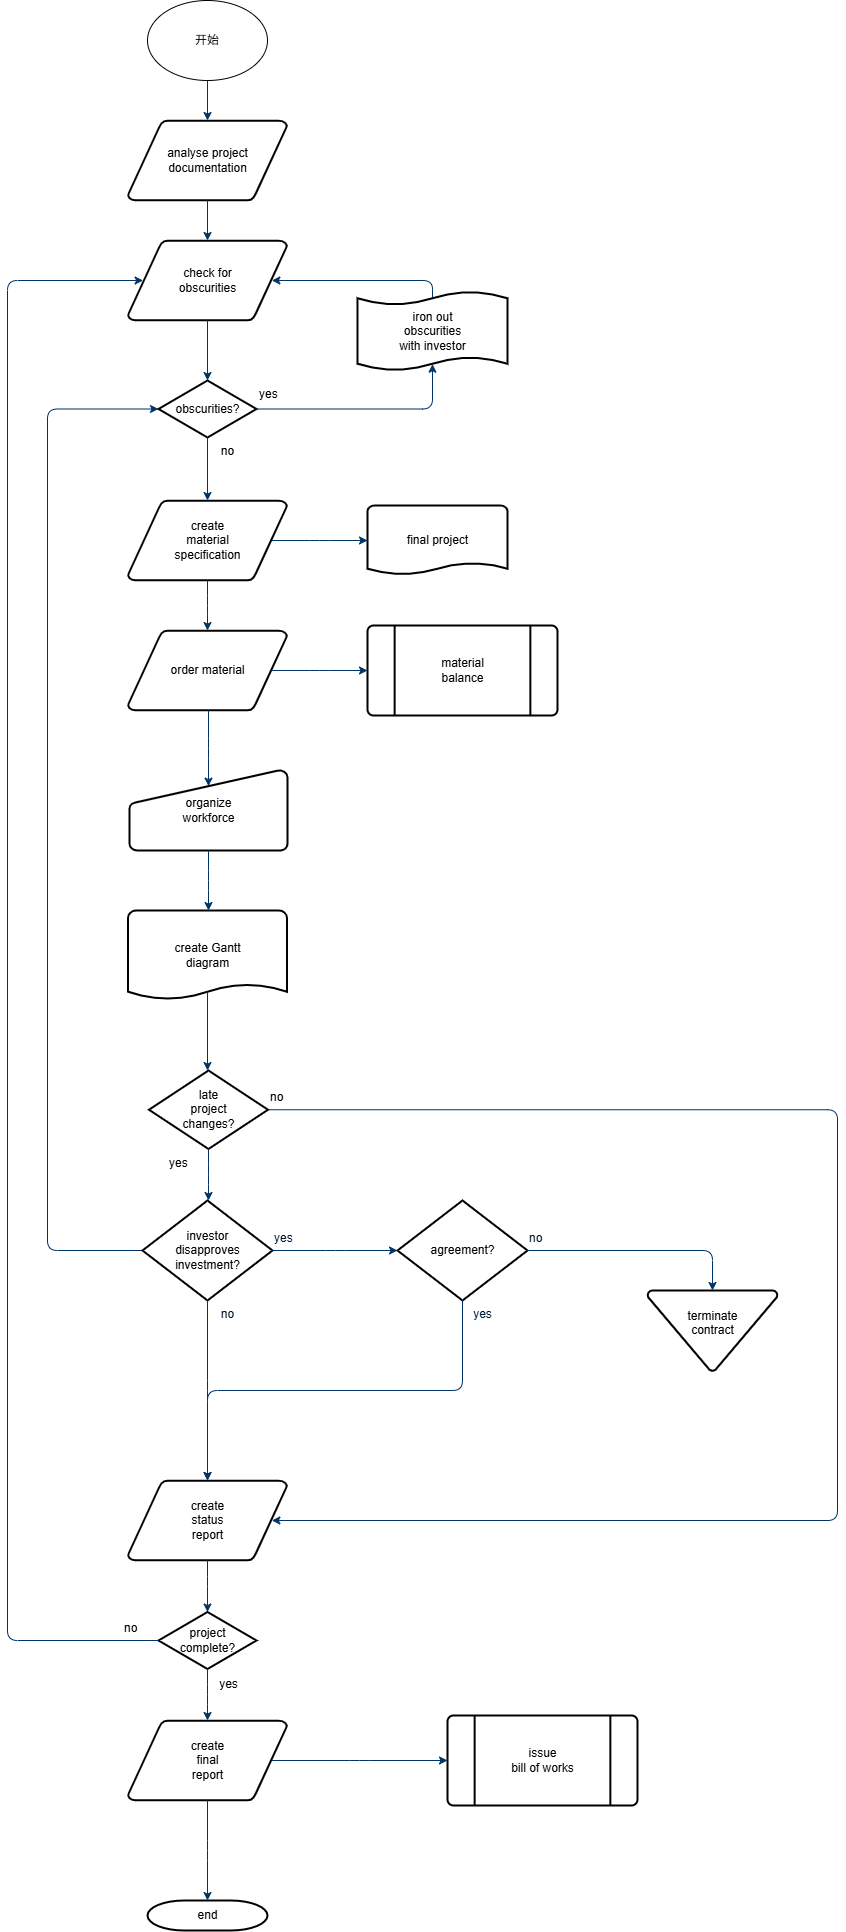 开始
analyse project
documentation
check for
obscurities
iron out
obscurities
with investor
obscurities?
yes
no
create
material
specification
final project
order material
material
balance
organize
workforce
create Gantt
diagram
late
project
changes?
no
yes
investor
disapproves
investment?
yes
agreement?
no
no
yes
terminate
contract
create
status
report
no
project
complete?
yes
create
final
report
issue
bill of works
end